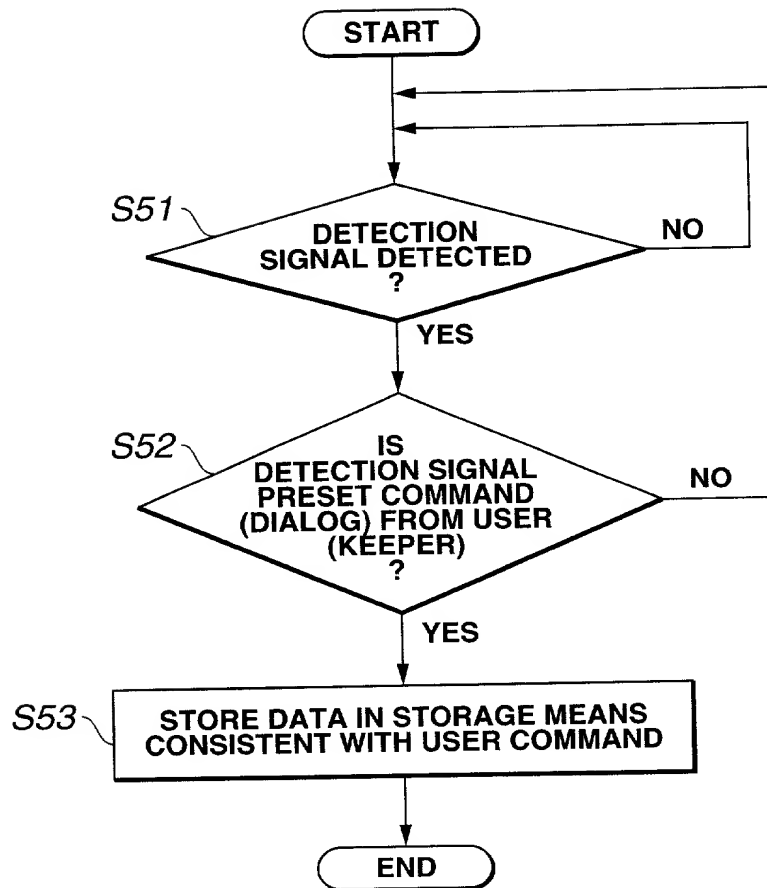 START
S51
DETECTION
SIGNAL DETECTED
?
NO
YES
S52
IS
DETECTION SIGNAL
PRESET COMMAND
(DIALOG) FROM USER
(KEEPER)
?
NO
YES
S53
STORE DATA IN STORAGE MEANS
CONSISTENT WITH USER COMMAND
END